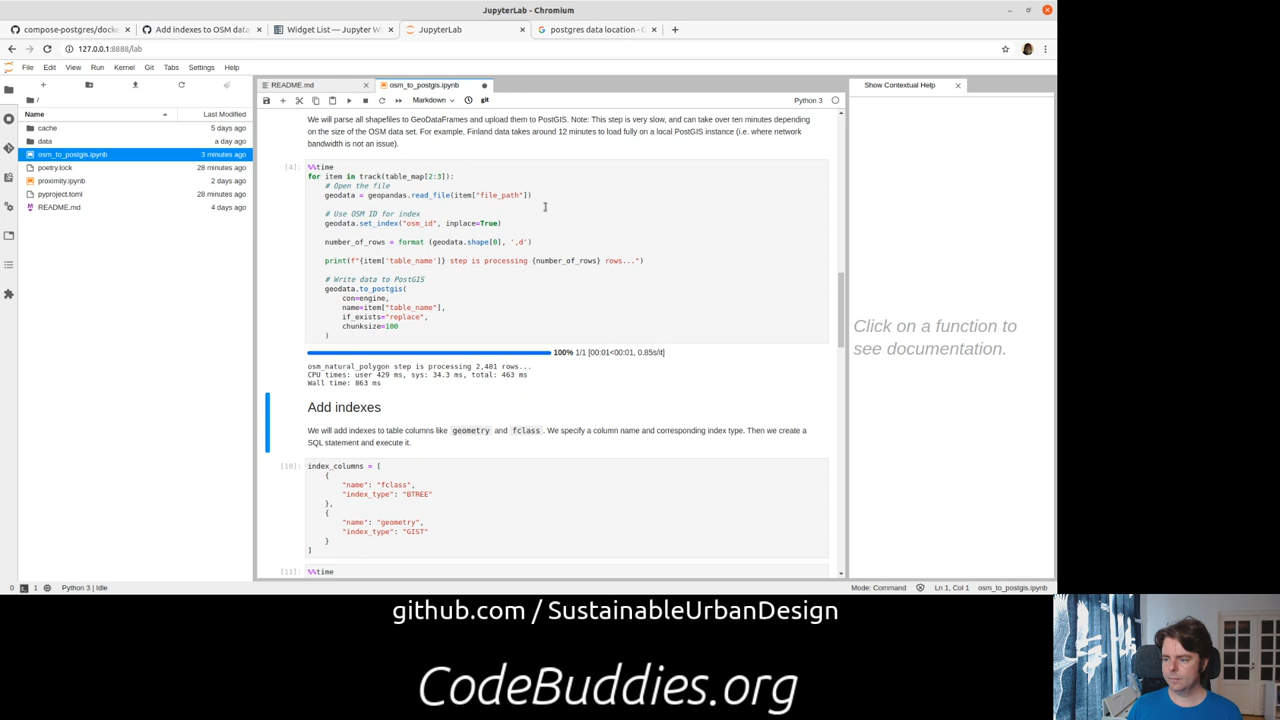 JupyterLab - Chromium
compose-postgres/docke
Add indexes to OSM data
Widget List — Jupyter W
JupyterLab
postgres data location - G
127.0.0.1:8888/lab
File Edit View Run Kernel Git Tabs Settings Help
README.md
osm_to_postgis.ipynb
Show Contextual Help
Markdown
git
Python 3
/
Name
Last Modified
cache 5 days ago
data a day ago
osm_to_postgis.ipynb 3 minutes ago
poetry.lock 28 minutes ago
proximity.ipynb 2 days ago
pyproject.toml 28 minutes ago
README.md 4 days ago
We will parse all shapefiles to GeoDataFrames and upload them to PostGIS. Note: This step is very slow, and can take over ten minutes depending
on the size of the OSM data set. For example, Finland data takes around 12 minutes to load fully on a local PostGIS instance (i.e. where network
bandwidth is not an issue).
[4]: %%time
for item in track(table_map[2:3]):
# Open the file
geodata = geopandas.read_file(item["file_path"])
# Use OSM ID for index
geodata.set_index("osm_id", inplace=True)
number_of_rows = format (geodata.shape[0], ',d')
print(f"{item['table_name']} step is processing {number_of_rows} rows...")
# Write data to PostGIS
geodata.to_postgis(
con=engine,
name=item["table_name"],
if_exists="replace",
chunksize=100
)
100% 1/1 [00:01<00:01, 0.85s/it]
osm_natural_polygon step is processing 2,481 rows...
CPU times: user 429 ms, sys: 34.3 ms, total: 463 ms
Wall time: 863 ms
Add indexes
We will add indexes to table columns like geometry and fclass. We specify a column name and corresponding index type. Then we create a
SQL statement and execute it.
[10]: index_columns = [
{
"name": "fclass",
"index_type": "BTREE"
},
{
"name": "geometry",
"index_type": "GIST"
}
]
[11]: %%time
Click on a function to
see documentation.
0 1 Python 3 | Idle
Mode: Command Ln 1, Col 1 osm_to_postgis.ipynb
github.com / SustainableUrbanDesign
CodeBuddies.org